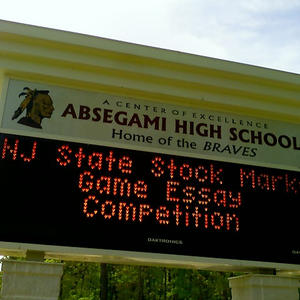 A CENTER OF EXCELLENCE
ABSEGAMI HIGH SCHOOL
Home of the BRAVES
NJ State Stock Mark
Game Essay
Competition
DAKTRONICS